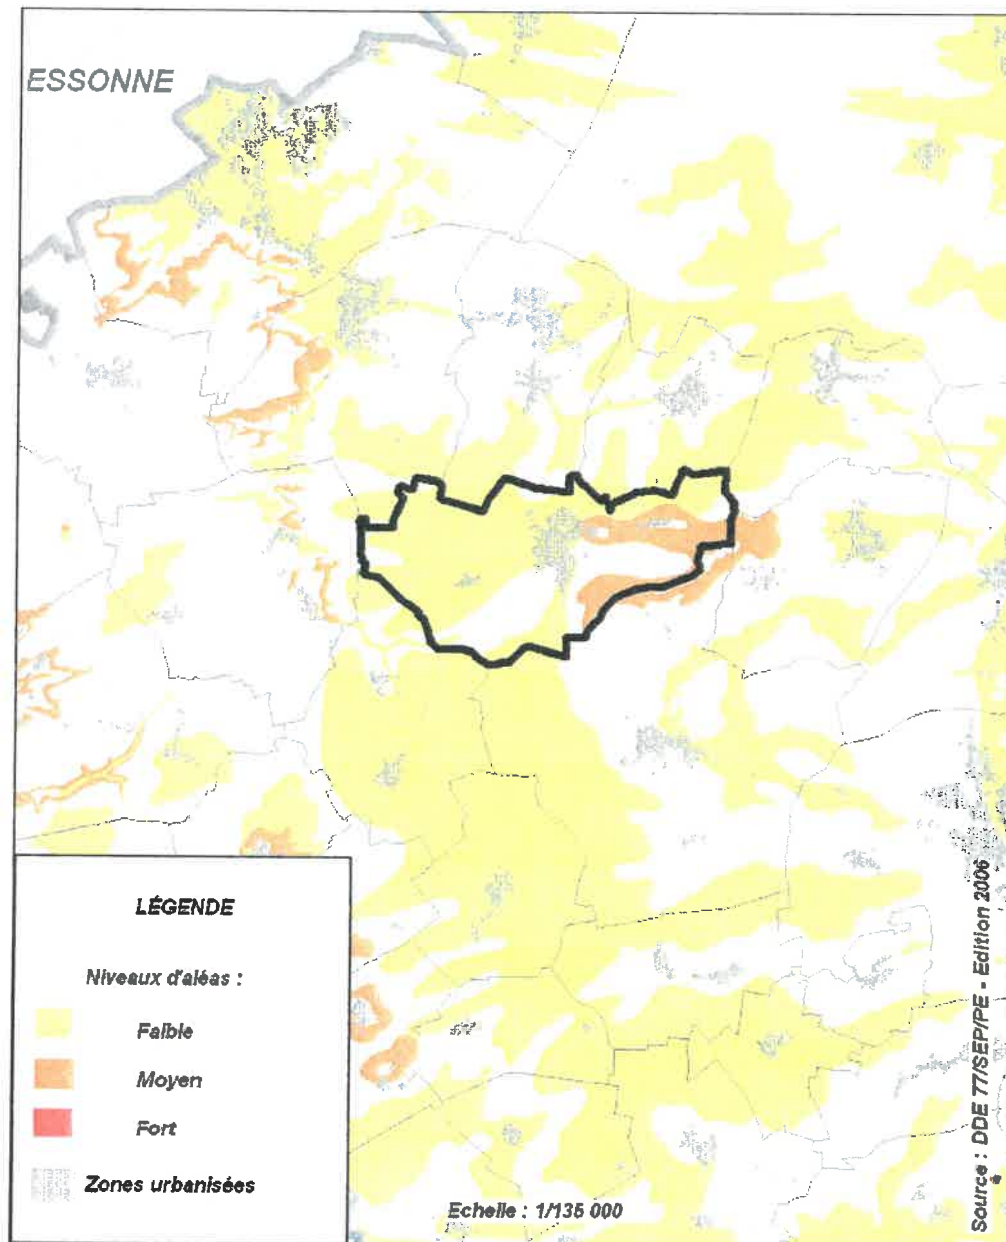 ESSONNE
LÉGENDE
Niveaux d'aléas :
Faible
Moyen
Fort
Zones urbanisées
Echelle : 1/135 000
Source : DDE 77/SEP/PE - Edition 2006